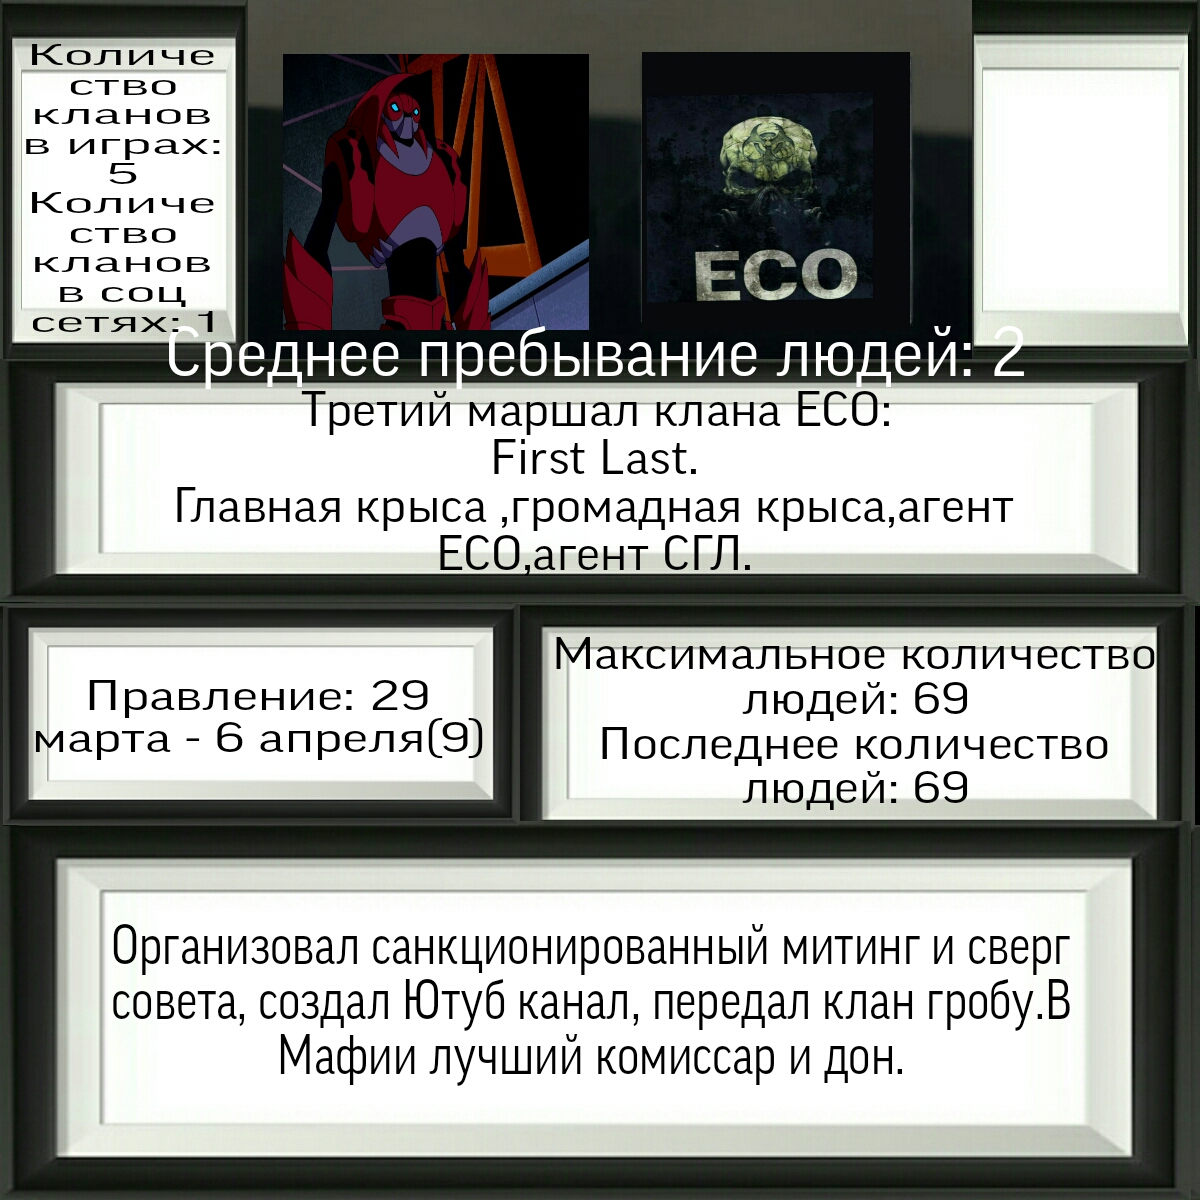 Количе
ство
кланов
в играх:
5
Количе
ство
кланов
в соц
сетях: 1
ECO
Среднее пребывание людей: 2
Третий маршал клана ECO:
First Last.
Главная крыса ,громадная крыса,агент
ECO,агент СГЛ.
Правление: 29
марта - 6 апреля(9)
Максимальное количество
людей: 69
Последнее количество
людей: 69
Организовал санкционированный митинг и сверг
совета, создал Ютуб канал, передал клан гробу.В
Мафии лучший комиссар и дон.